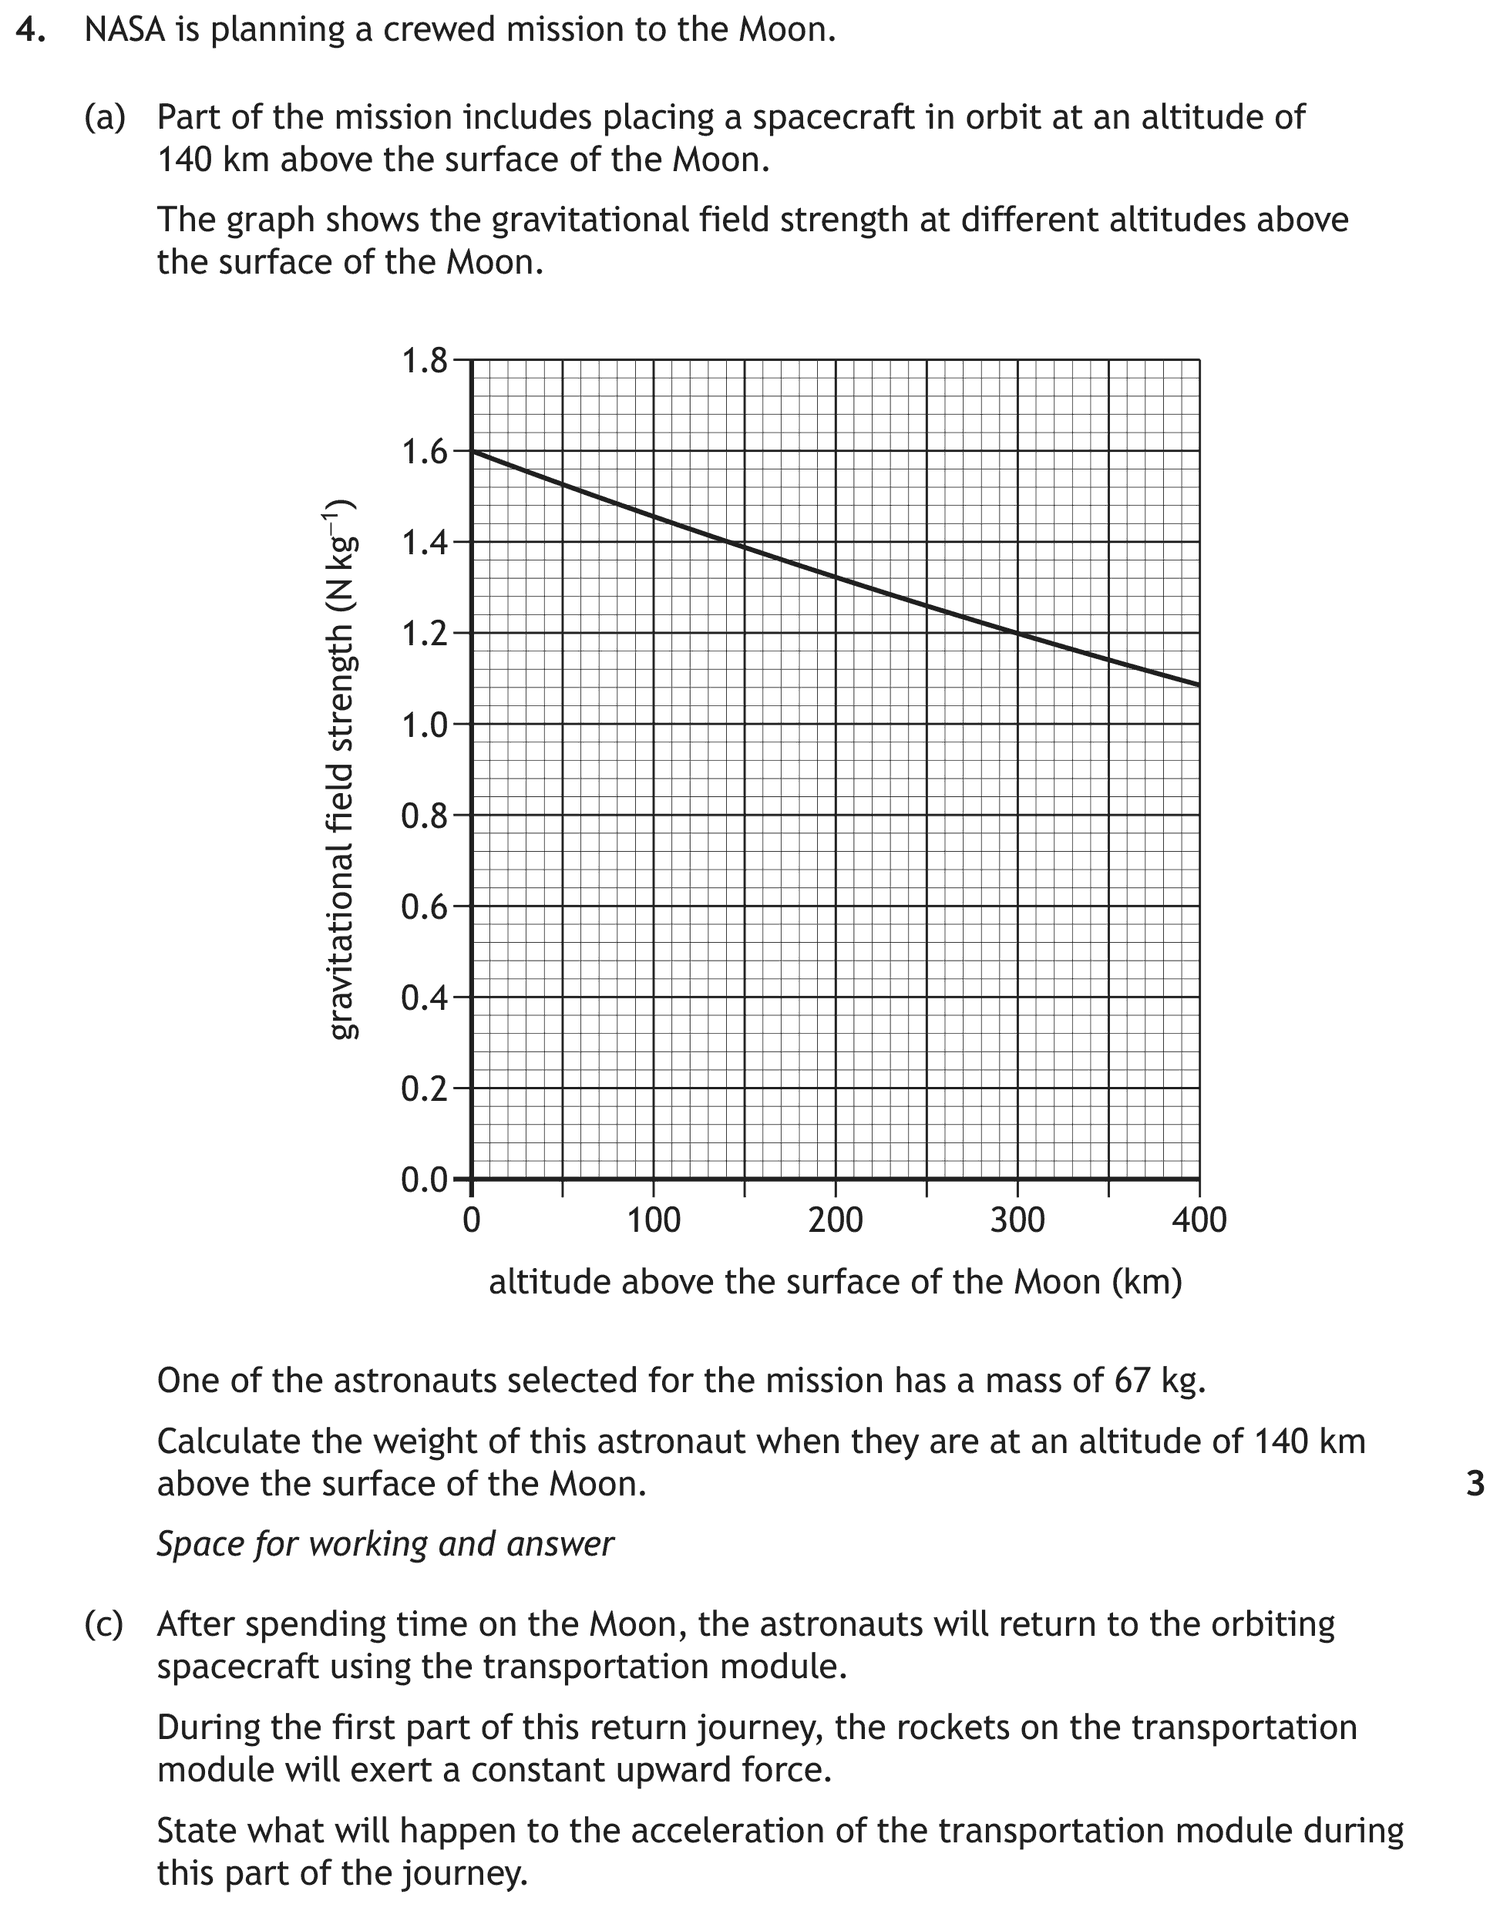 4. NASA is planning a crewed mission to the Moon.
(a) Part of the mission includes placing a spacecraft in orbit at an altitude of
140 km above the surface of the Moon.
The graph shows the gravitational field strength at different altitudes above
the surface of the Moon.
1.8
1.6
1.4
1.2
1.0
0.8
0.6
0.4
0.2
0.0
gravitational field strength (N kg⁻¹)
0 100 200 300 400
altitude above the surface of the Moon (km)
One of the astronauts selected for the mission has a mass of 67 kg.
Calculate the weight of this astronaut when they are at an altitude of 140 km
above the surface of the Moon. 3
Space for working and answer
(c) After spending time on the Moon, the astronauts will return to the orbiting
spacecraft using the transportation module.
During the first part of this return journey, the rockets on the transportation
module will exert a constant upward force.
State what will happen to the acceleration of the transportation module during
this part of the journey.